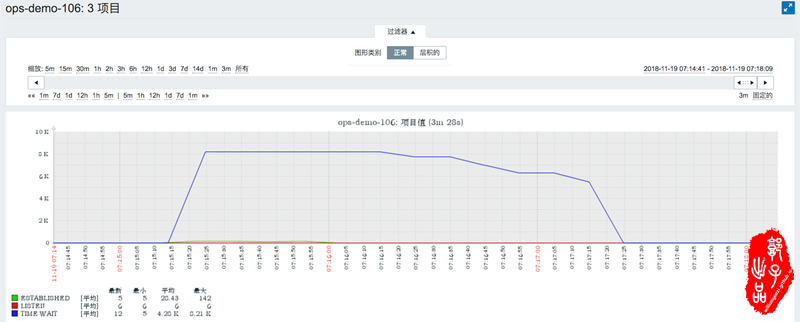 ops-demo-106: 3 项目
过滤器 ▲
图形类别 正常 层积的
缩放: 5m 15m 30m 1h 2h 3h 6h 12h 1d 3d 7d 14d 1m 3m 所有 2018-11-19 07:14:41 - 2018-11-19 07:18:09
«« 1m 7d 1d 12h 1h 5m | 5m 1h 12h 1d 7d 1m »» 3m 固定的
ops-demo-106: 项目值 (3m 28s)
10 K
8 K
6 K
4 K
2 K
0
11-19 07:14 07:14:45 07:14:50 07:14:55 07:15:00 07:15:05 07:15:10 07:15:15 07:15:20 07:15:25 07:15:30 07:15:35 07:15:40 07:15:45 07:15:50 07:15:55 07:16:00 07:16:05 07:16:10 07:16:15 07:16:20 07:16:25 07:16:30 07:16:35 07:16:40 07:16:45 07:16:50 07:16:55 07:17:00 07:17:05 07:17:10 07:17:15 07:17:20 07:17:25 07:17:30 07:17:35 07:17:40 07:17:45 07:17:50 07:17:55 07:18:00
最新 最小 平均 最大
ESTABLISHED [平均] 5 5 28.43 142
LISTEN [平均] 6 6 6 6
TIME WAIT [平均] 12 5 4.28 K 8.21 K